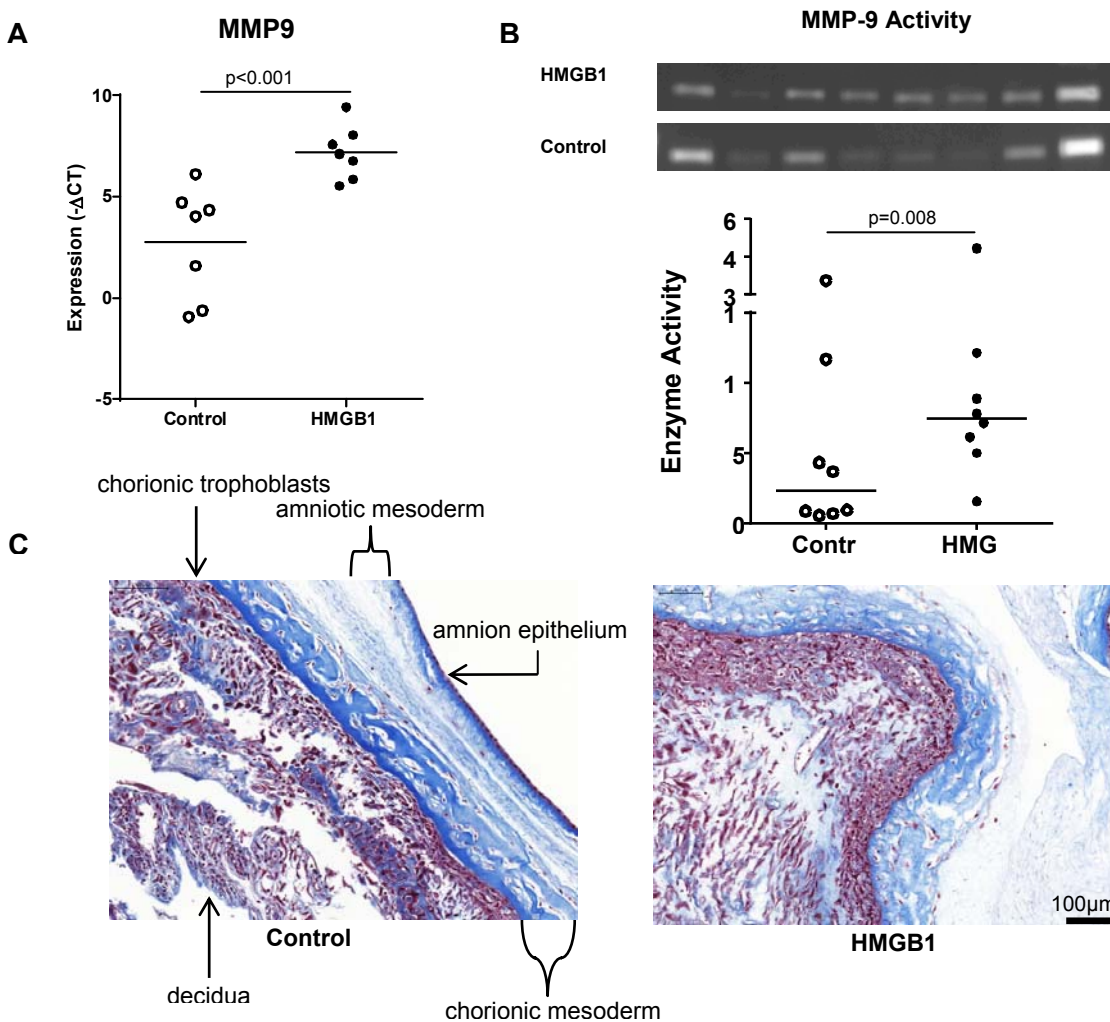 A
MMP9
p<0.001
Expression (-ΔCT)
10
5
0
-5
Control
HMGB1
B
MMP-9 Activity
HMGB1
Control
p=0.008
Enzyme Activity
6
4
3
1
1
5
0
Contr
HMG
C
chorionic trophoblasts
amniotic mesoderm
amnion epithelium
Control
decidua
chorionic mesoderm
100µm
HMGB1